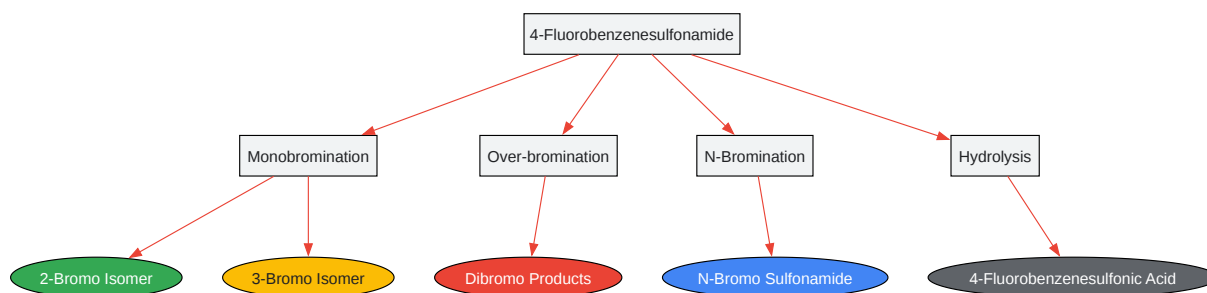 4-Fluorobenzenesulfonamide
Monobromination
Over-bromination
N-Bromination
Hydrolysis
2-Bromo Isomer
3-Bromo Isomer
Dibromo Products
N-Bromo Sulfonamide
4-Fluorobenzenesulfonic Acid